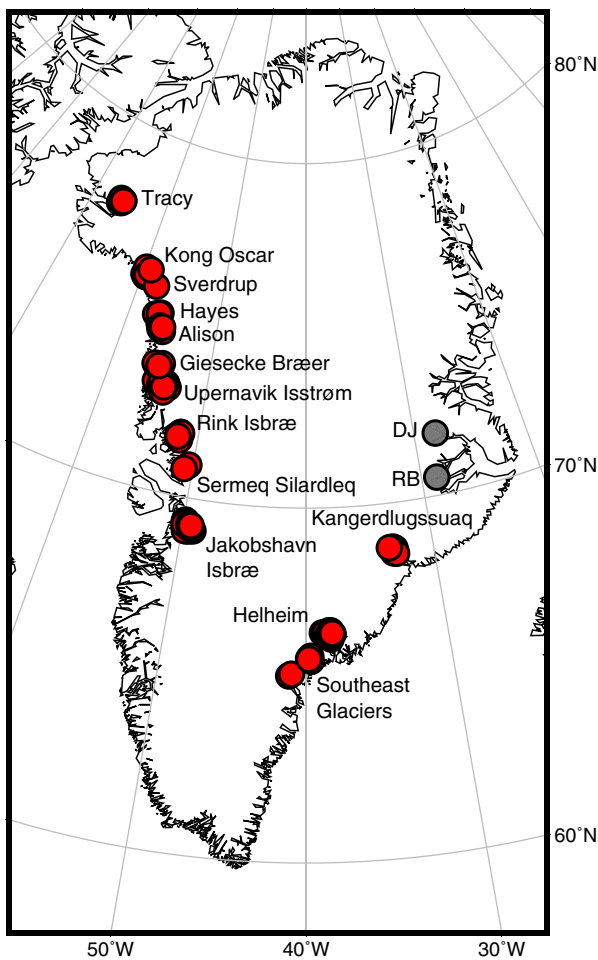 80°N
Tracy
Kong Oscar
Sverdrup
Hayes
Alison
Giesecke Bræer
Upernavik Isstrøm
Rink Isbræ
DJ
70°N
RB
Sermeq Silardleq
Kangerdlugssuaq
Jakobshavn
Isbræ
Helheim
Southeast
Glaciers
60°N
50°W
40°W
30°W